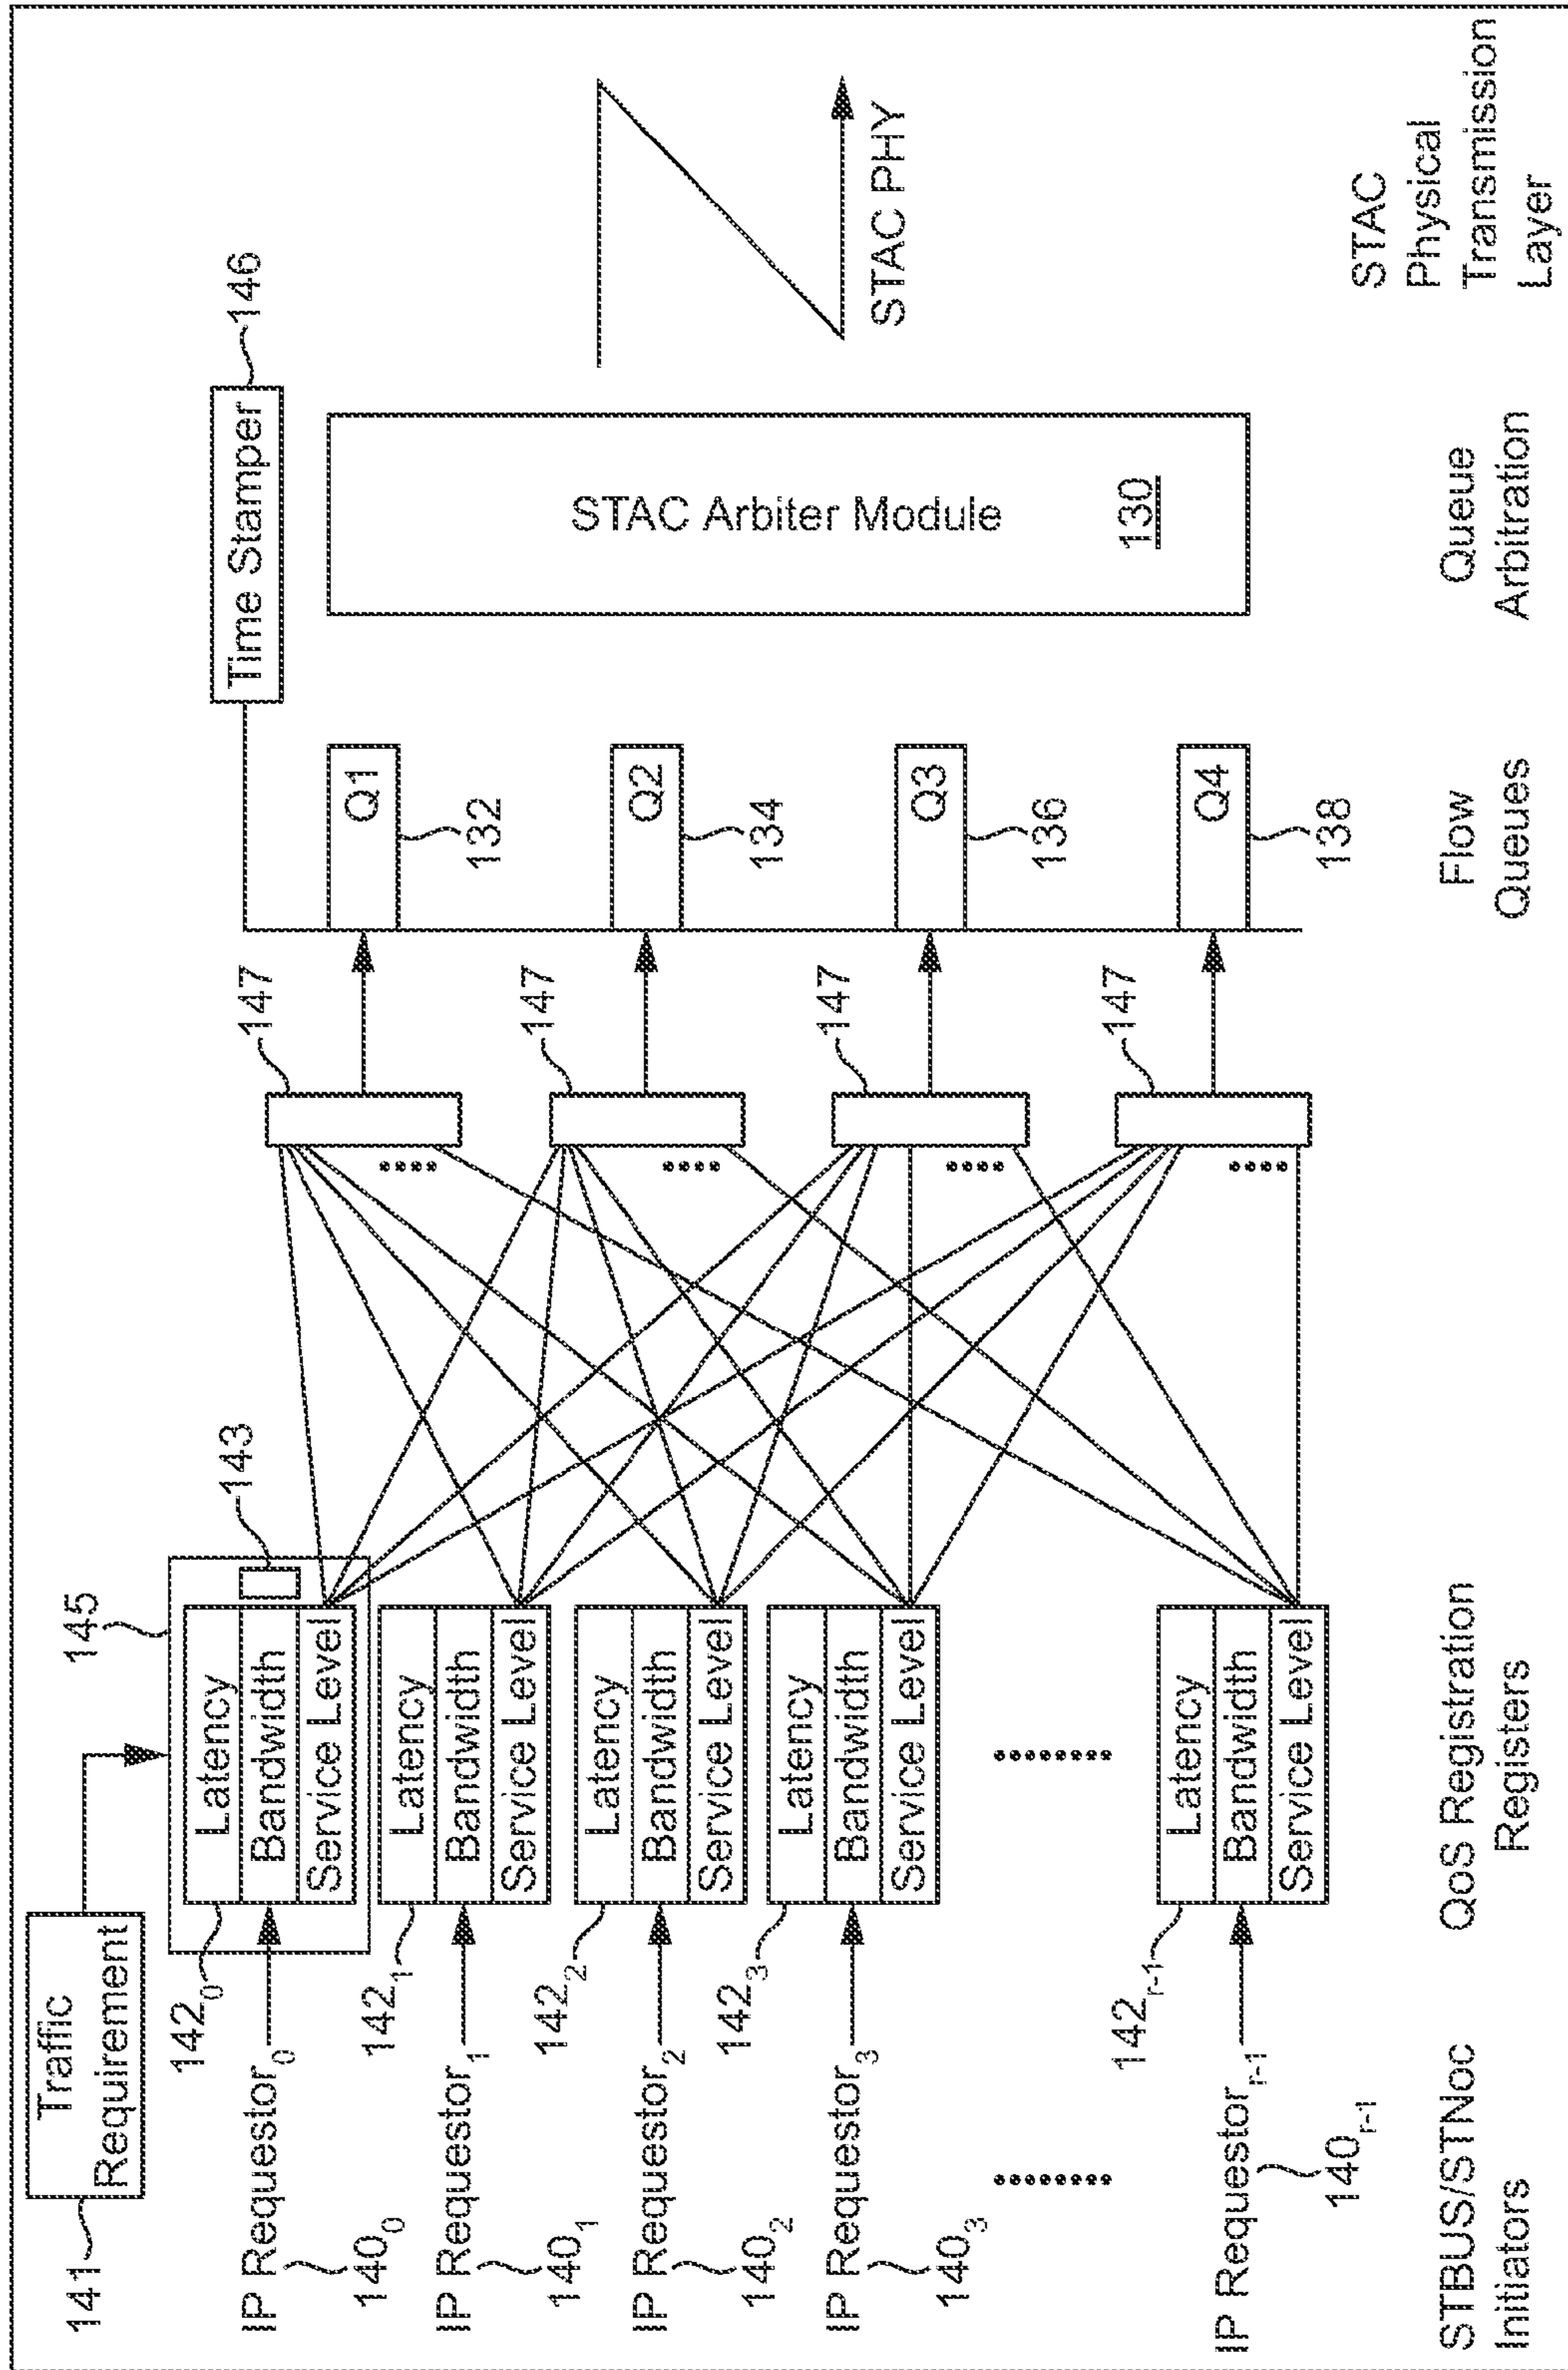 Traffic
Requirement
141
145
143
146
Time Stamper
142₀
Latency
Bandwidth
Service Level
IP Requestor₀
140₀
142₁
Latency
Bandwidth
Service Level
IP Requestor₁
140₁
142₂
Latency
Bandwidth
Service Level
IP Requestor₂
140₂
142₃
Latency
Bandwidth
Service Level
IP Requestor₃
140₃
142ᵣ₋₁
Latency
Bandwidth
Service Level
IP Requestorᵣ₋₁
140ᵣ₋₁
147
147
147
147
Q1
132
Q2
134
Q3
136
Q4
138
STAC Arbiter Module
130
STAC PHY
STBUS/STNoc
Initiators
QoS Registration
Registers
Flow
Queues
Queue
Arbitration
STAC
Physical
Transmission
Layer